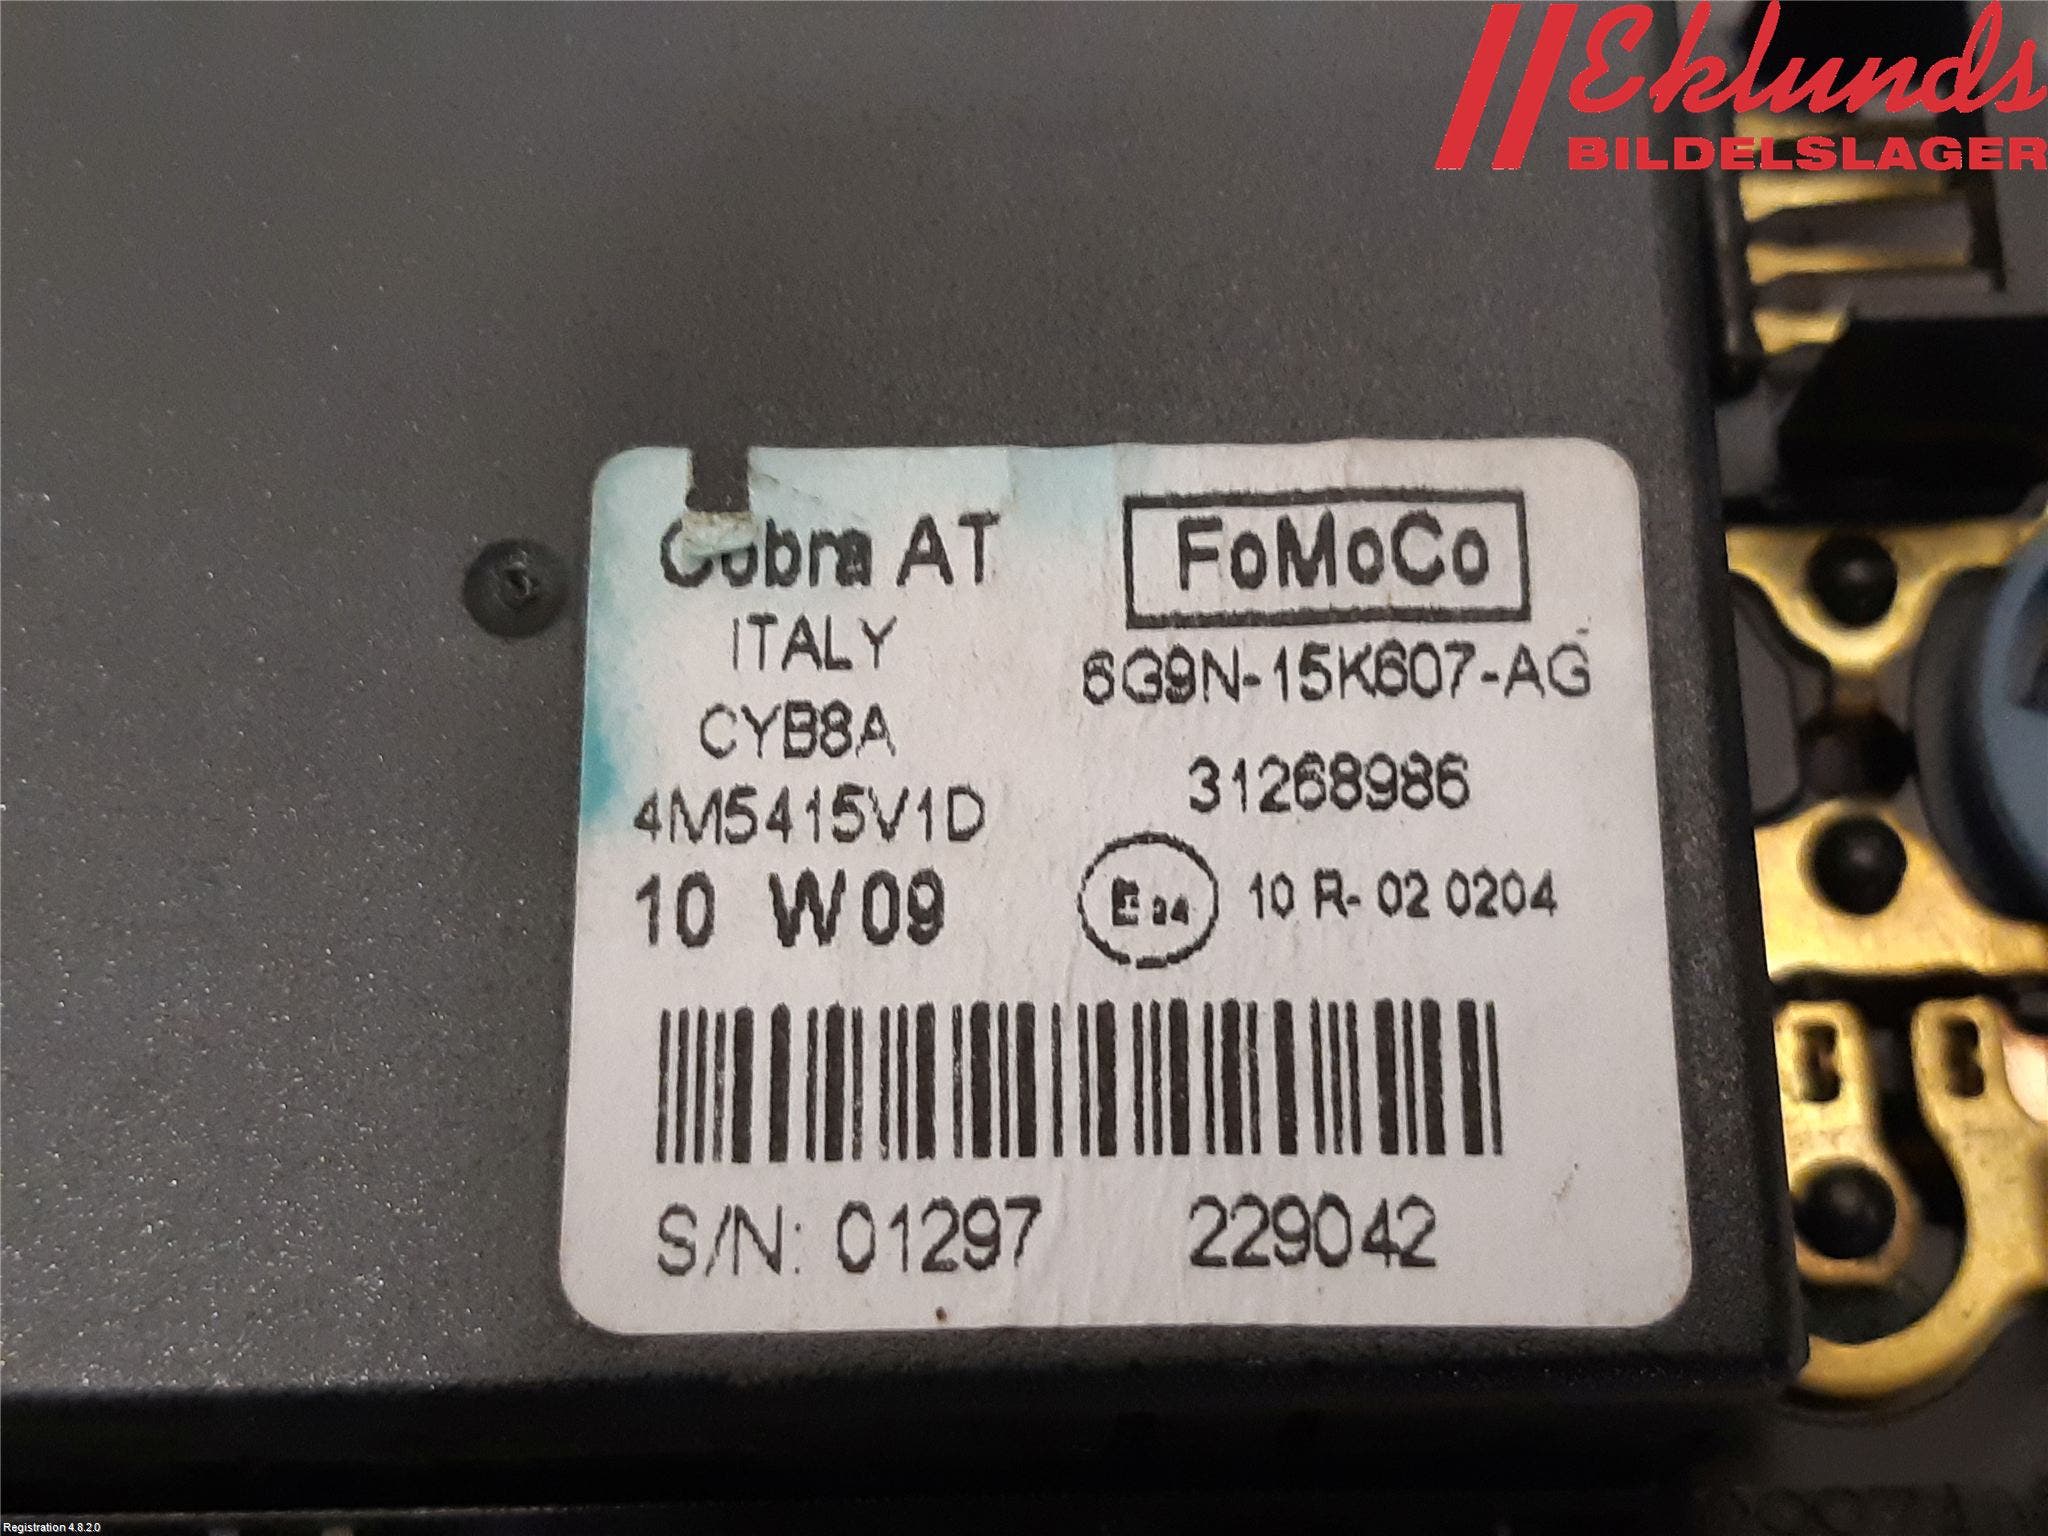 Eklunds
BILDELSLAGER
Cobra AT
ITALY
CYB8A
4M5415V1D
10 W09
FoMoCo
6G9N-15K607-AG
31268986
E 24 10 R- 02 0204
S/N: 01297 229042
Registration 4.8.2.0